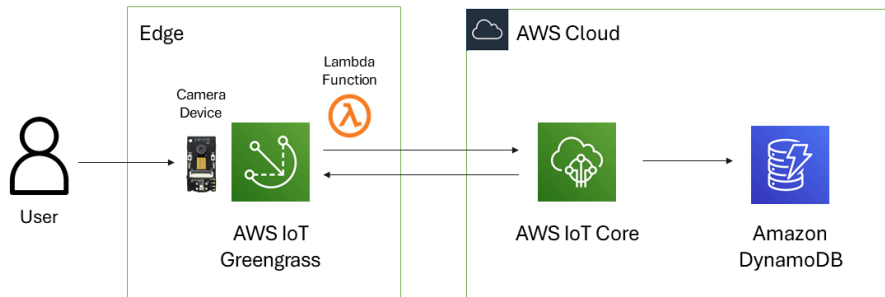 Edge
AWS Cloud
Lambda
Function
Camera
Device
User
AWS IoT
Greengrass
AWS IoT Core
Amazon
DynamoDB